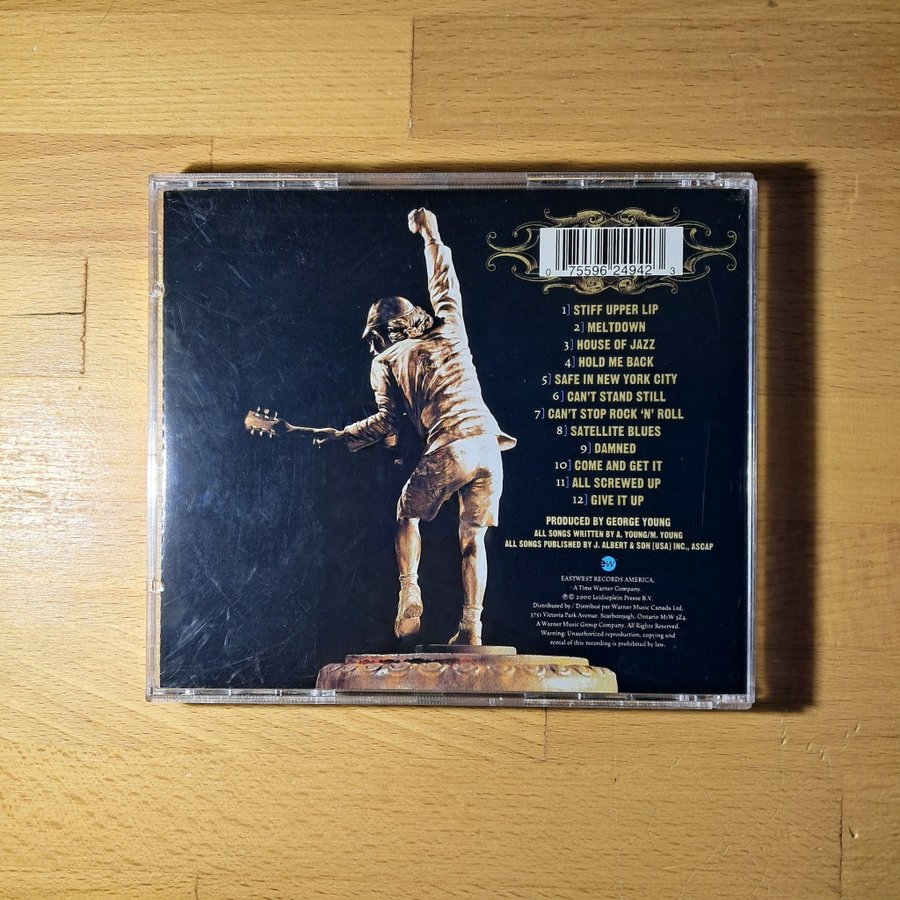 0 75596 24942 3
1] STIFF UPPER LIP
2] MELTDOWN
3] HOUSE OF JAZZ
4] HOLD ME BACK
5] SAFE IN NEW YORK CITY
6] CAN'T STAND STILL
7] CAN'T STOP ROCK 'N' ROLL
8] SATELLITE BLUES
9] DAMNED
10] COME AND GET IT
11] ALL SCREWED UP
12] GIVE IT UP
PRODUCED BY GEORGE YOUNG
ALL SONGS WRITTEN BY A. YOUNG/M. YOUNG
ALL SONGS PUBLISHED BY J. ALBERT & SON (USA) INC., ASCAP
ew
EASTWEST RECORDS AMERICA,
A Time Warner Company.
℗© 2000 Leidseplein Presse B.V.
Distributed by / Distribué par Warner Music Canada Ltd,
3751 Victoria Park Avenue, Scarborough, Ontario M1W 3Z4.
A Warner Music Group Company. All Rights Reserved.
Warning: Unauthorized reproduction, copying and
rental of this recording is prohibited by law.